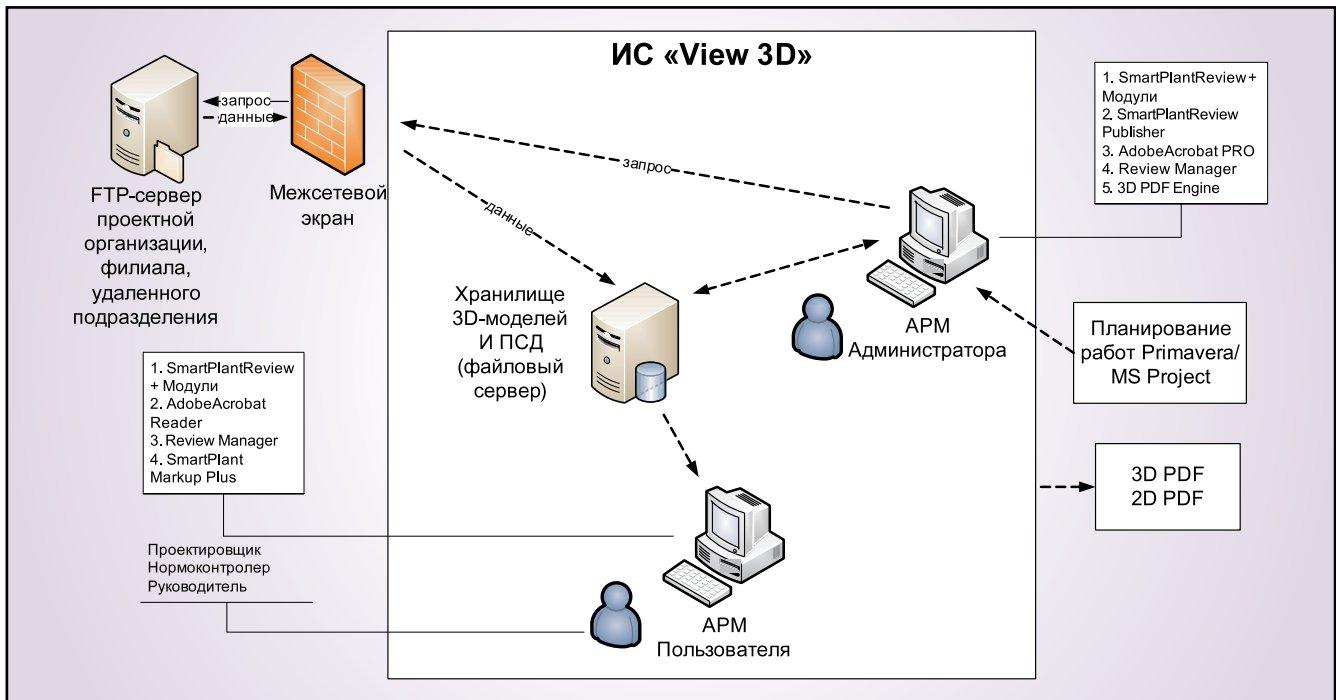 ИС «View 3D»
запрос
данные
FTP-сервер
проектной
организации,
филиала,
удаленного
подразделения
Межсетевой
экран
запрос
данные
1. SmartPlantReview +
Модули
2. SmartPlantReview
Publisher
3. AdobeAcrobat PRO
4. Review Manager
5. 3D PDF Engine
Хранилище
3D-моделей
И ПСД
(файловый
сервер)
АРМ
Администратора
Планирование
работ Primavera/
MS Project
1. SmartPlantReview
+ Модули
2. AdobeAcrobat
Reader
3. Review Manager
4. SmartPlant
Markup Plus
3D PDF
2D PDF
Проектировщик
Нормоконтролер
Руководитель
АРМ
Пользователя